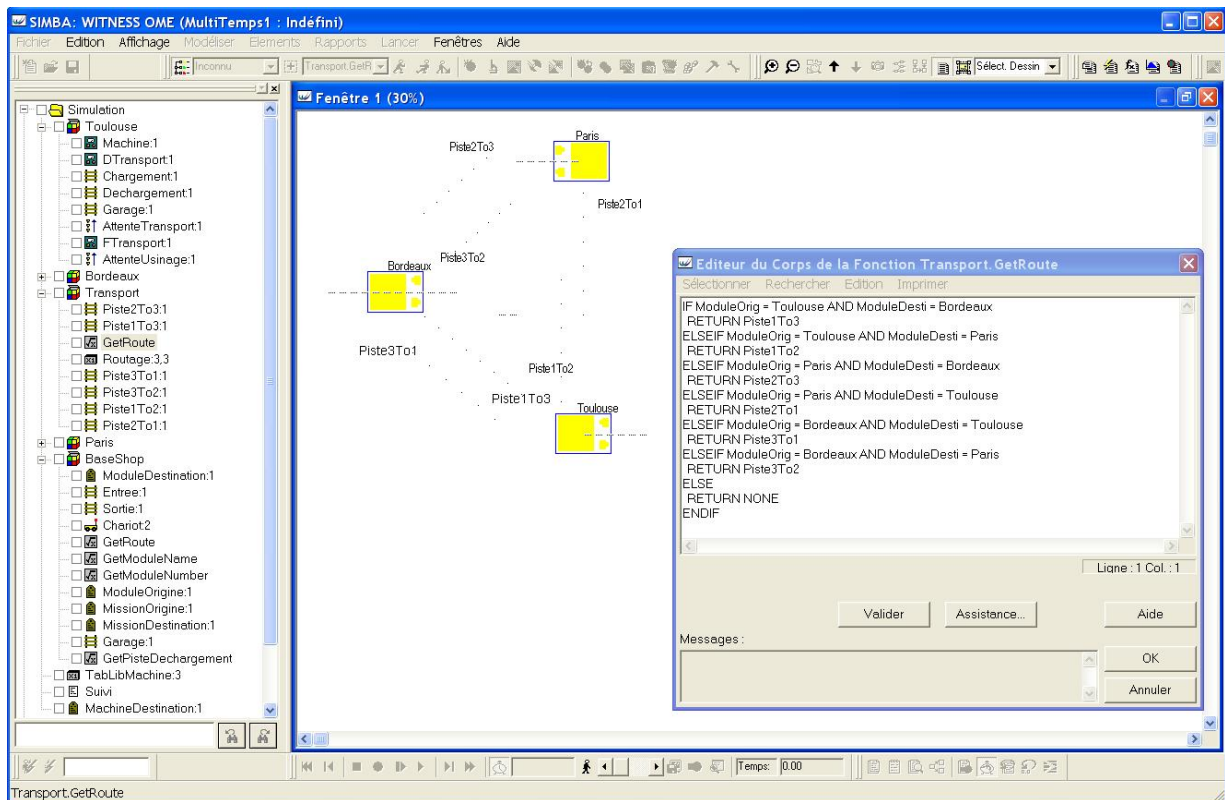 SIMBA: WITNESS OME (MultiTemps1 : Indéfini)
Fichier Edition Affichage Modéliser Elements Rapports Lancer Fenêtres Aide
Inconnu Transport.GetR Sélect. Dessin
Simulation
Toulouse
Machine:1
DTransport:1
Chargement:1
Dechargement:1
Garage:1
AttenteTransport:1
FTransport:1
AttenteUsinage:1
Bordeaux
Transport
Piste2To3:1
Piste1To3:1
GetRoute
Routage:3,3
Piste3To1:1
Piste3To2:1
Piste1To2:1
Piste2To1:1
Paris
BaseShop
ModuleDestination:1
Entree:1
Sortie:1
Chariot:2
GetRoute
GetModuleName
GetModuleNumber
ModuleOrigine:1
MissionOrigine:1
MissionDestination:1
Garage:1
GetPisteDechargement
TabLibMachine:3
Suivi
MachineDestination:1
Fenêtre 1 (30%)
Paris
Piste2To3
Piste2To1
Piste3To2
Bordeaux
Piste3To1
Piste1To2
Piste1To3
Toulouse
Editeur du Corps de la Fonction Transport.GetRoute
Sélectionner Rechercher Edition Imprimer
IF ModuleOrig = Toulouse AND ModuleDesti = Bordeaux
RETURN Piste1To3
ELSEIF ModuleOrig = Toulouse AND ModuleDesti = Paris
RETURN Piste1To2
ELSEIF ModuleOrig = Paris AND ModuleDesti = Bordeaux
RETURN Piste2To3
ELSEIF ModuleOrig = Paris AND ModuleDesti = Toulouse
RETURN Piste2To1
ELSEIF ModuleOrig = Bordeaux AND ModuleDesti = Toulouse
RETURN Piste3To1
ELSEIF ModuleOrig = Bordeaux AND ModuleDesti = Paris
RETURN Piste3To2
ELSE
RETURN NONE
ENDIF
Ligne : 1 Col. : 1
Valider Assistance... Aide
Messages :
OK
Annuler
Temps: 0.00
Transport.GetRoute